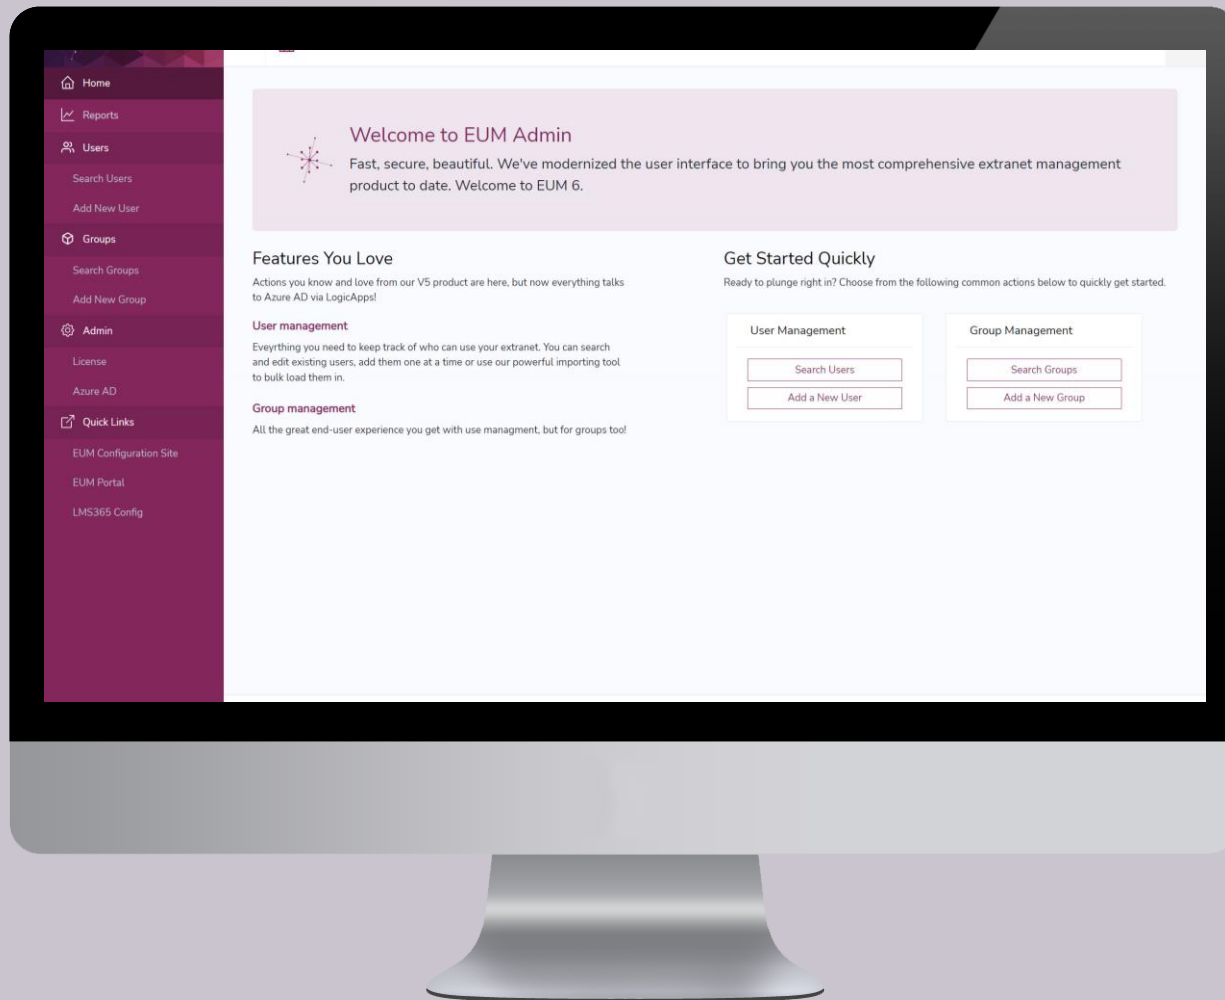 Home
Reports
Users
Search Users
Add New User
Groups
Search Groups
Add New Group
Admin
License
Azure AD
Quick Links
EUM Configuration Site
EUM Portal
LMS365 Config
Welcome to EUM Admin
Fast, secure, beautiful. We've modernized the user interface to bring you the most comprehensive extranet management
product to date. Welcome to EUM 6.
Features You Love
Actions you know and love from our V5 product are here, but now everything talks
to Azure AD via LogicApps!
User management
Eveyrthing you need to keep track of who can use your extranet. You can search
and edit existing users, add them one at a time or use our powerful importing tool
to bulk load them in.
Group management
All the great end-user experience you get with use managment, but for groups too!
Get Started Quickly
Ready to plunge right in? Choose from the following common actions below to quickly get started.
User Management
Search Users
Add a New User
Group Management
Search Groups
Add a New Group